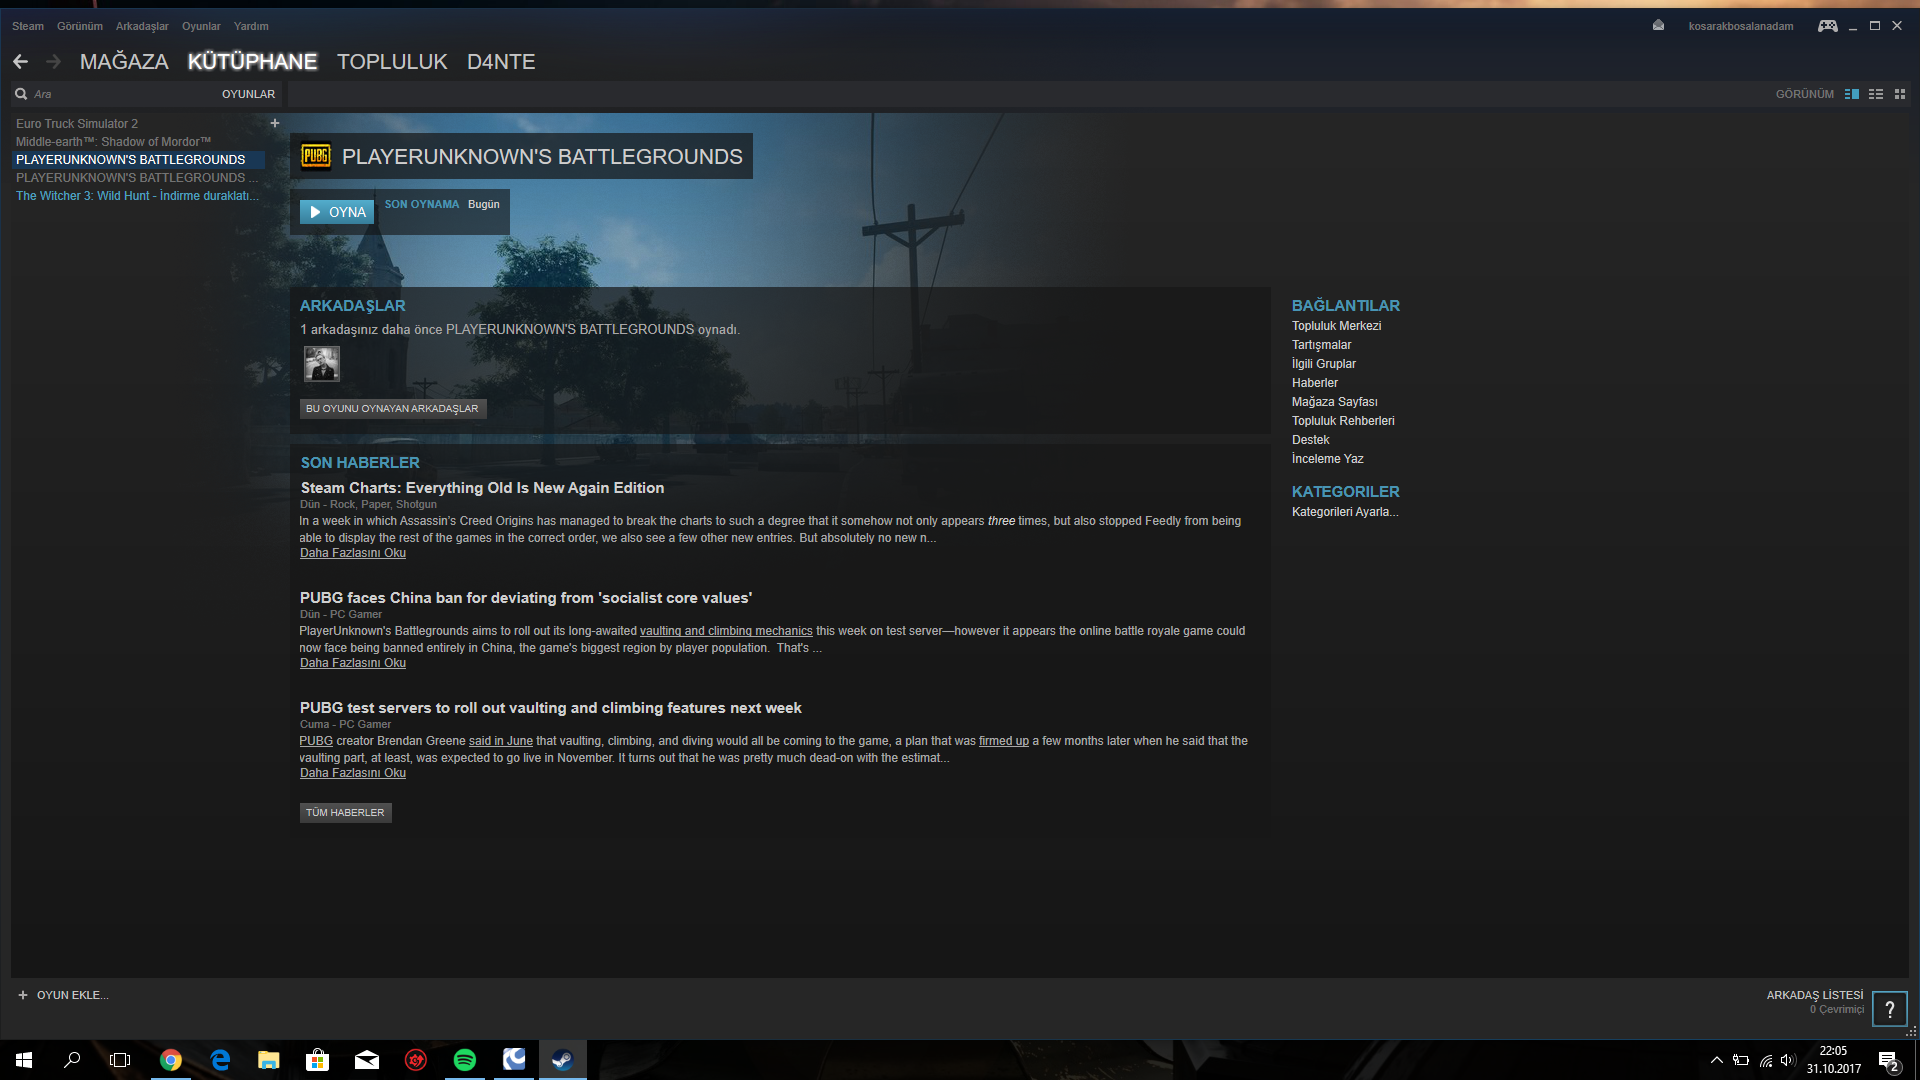 Steam Görünüm Arkadaşlar Oyunlar Yardım
kosarakbosalanadam
MAĞAZA KÜTÜPHANE TOPLULUK D4NTE
Ara OYUNLAR
GÖRÜNÜM
Euro Truck Simulator 2
Middle-earth™: Shadow of Mordor™
PLAYERUNKNOWN'S BATTLEGROUNDS
PLAYERUNKNOWN'S BATTLEGROUNDS ...
The Witcher 3: Wild Hunt - İndirme duraklatı...
PUBG PLAYERUNKNOWN'S BATTLEGROUNDS
OYNA SON OYNAMA Bugün
ARKADAŞLAR
1 arkadaşınız daha önce PLAYERUNKNOWN'S BATTLEGROUNDS oynadı.
BU OYUNU OYNAYAN ARKADAŞLAR
SON HABERLER
Steam Charts: Everything Old Is New Again Edition
Dün - Rock, Paper, Shotgun
In a week in which Assassin's Creed Origins has managed to break the charts to such a degree that it somehow not only appears three times, but also stopped Feedly from being
able to display the rest of the games in the correct order, we also see a few other new entries. But absolutely no new n...
Daha Fazlasını Oku
PUBG faces China ban for deviating from 'socialist core values'
Dün - PC Gamer
PlayerUnknown's Battlegrounds aims to roll out its long-awaited vaulting and climbing mechanics this week on test server—however it appears the online battle royale game could
now face being banned entirely in China, the game's biggest region by player population. That's ...
Daha Fazlasını Oku
PUBG test servers to roll out vaulting and climbing features next week
Cuma - PC Gamer
PUBG creator Brendan Greene said in June that vaulting, climbing, and diving would all be coming to the game, a plan that was firmed up a few months later when he said that the
vaulting part, at least, was expected to go live in November. It turns out that he was pretty much dead-on with the estimat...
Daha Fazlasını Oku
TÜM HABERLER
BAĞLANTILAR
Topluluk Merkezi
Tartışmalar
İlgili Gruplar
Haberler
Mağaza Sayfası
Topluluk Rehberleri
Destek
İnceleme Yaz
KATEGORILER
Kategorileri Ayarla...
OYUN EKLE...
ARKADAŞ LİSTESİ
0 Çevrimiçi
?
22:05
31.10.2017
2